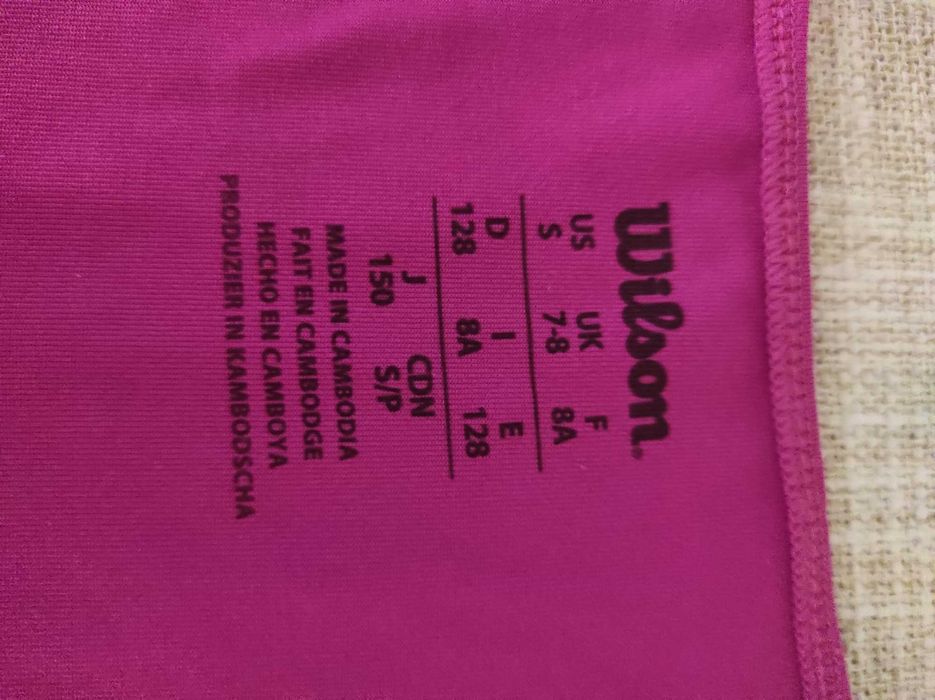 Wilson®
US UK F
S 7-8 8A
D I E
128 8A 128
J CDN
150 S/P
MADE IN CAMBODIA
FAIT EN CAMBODGE
HECHO EN CAMBOYA
PRODUZIER IN KAMBODSCHA